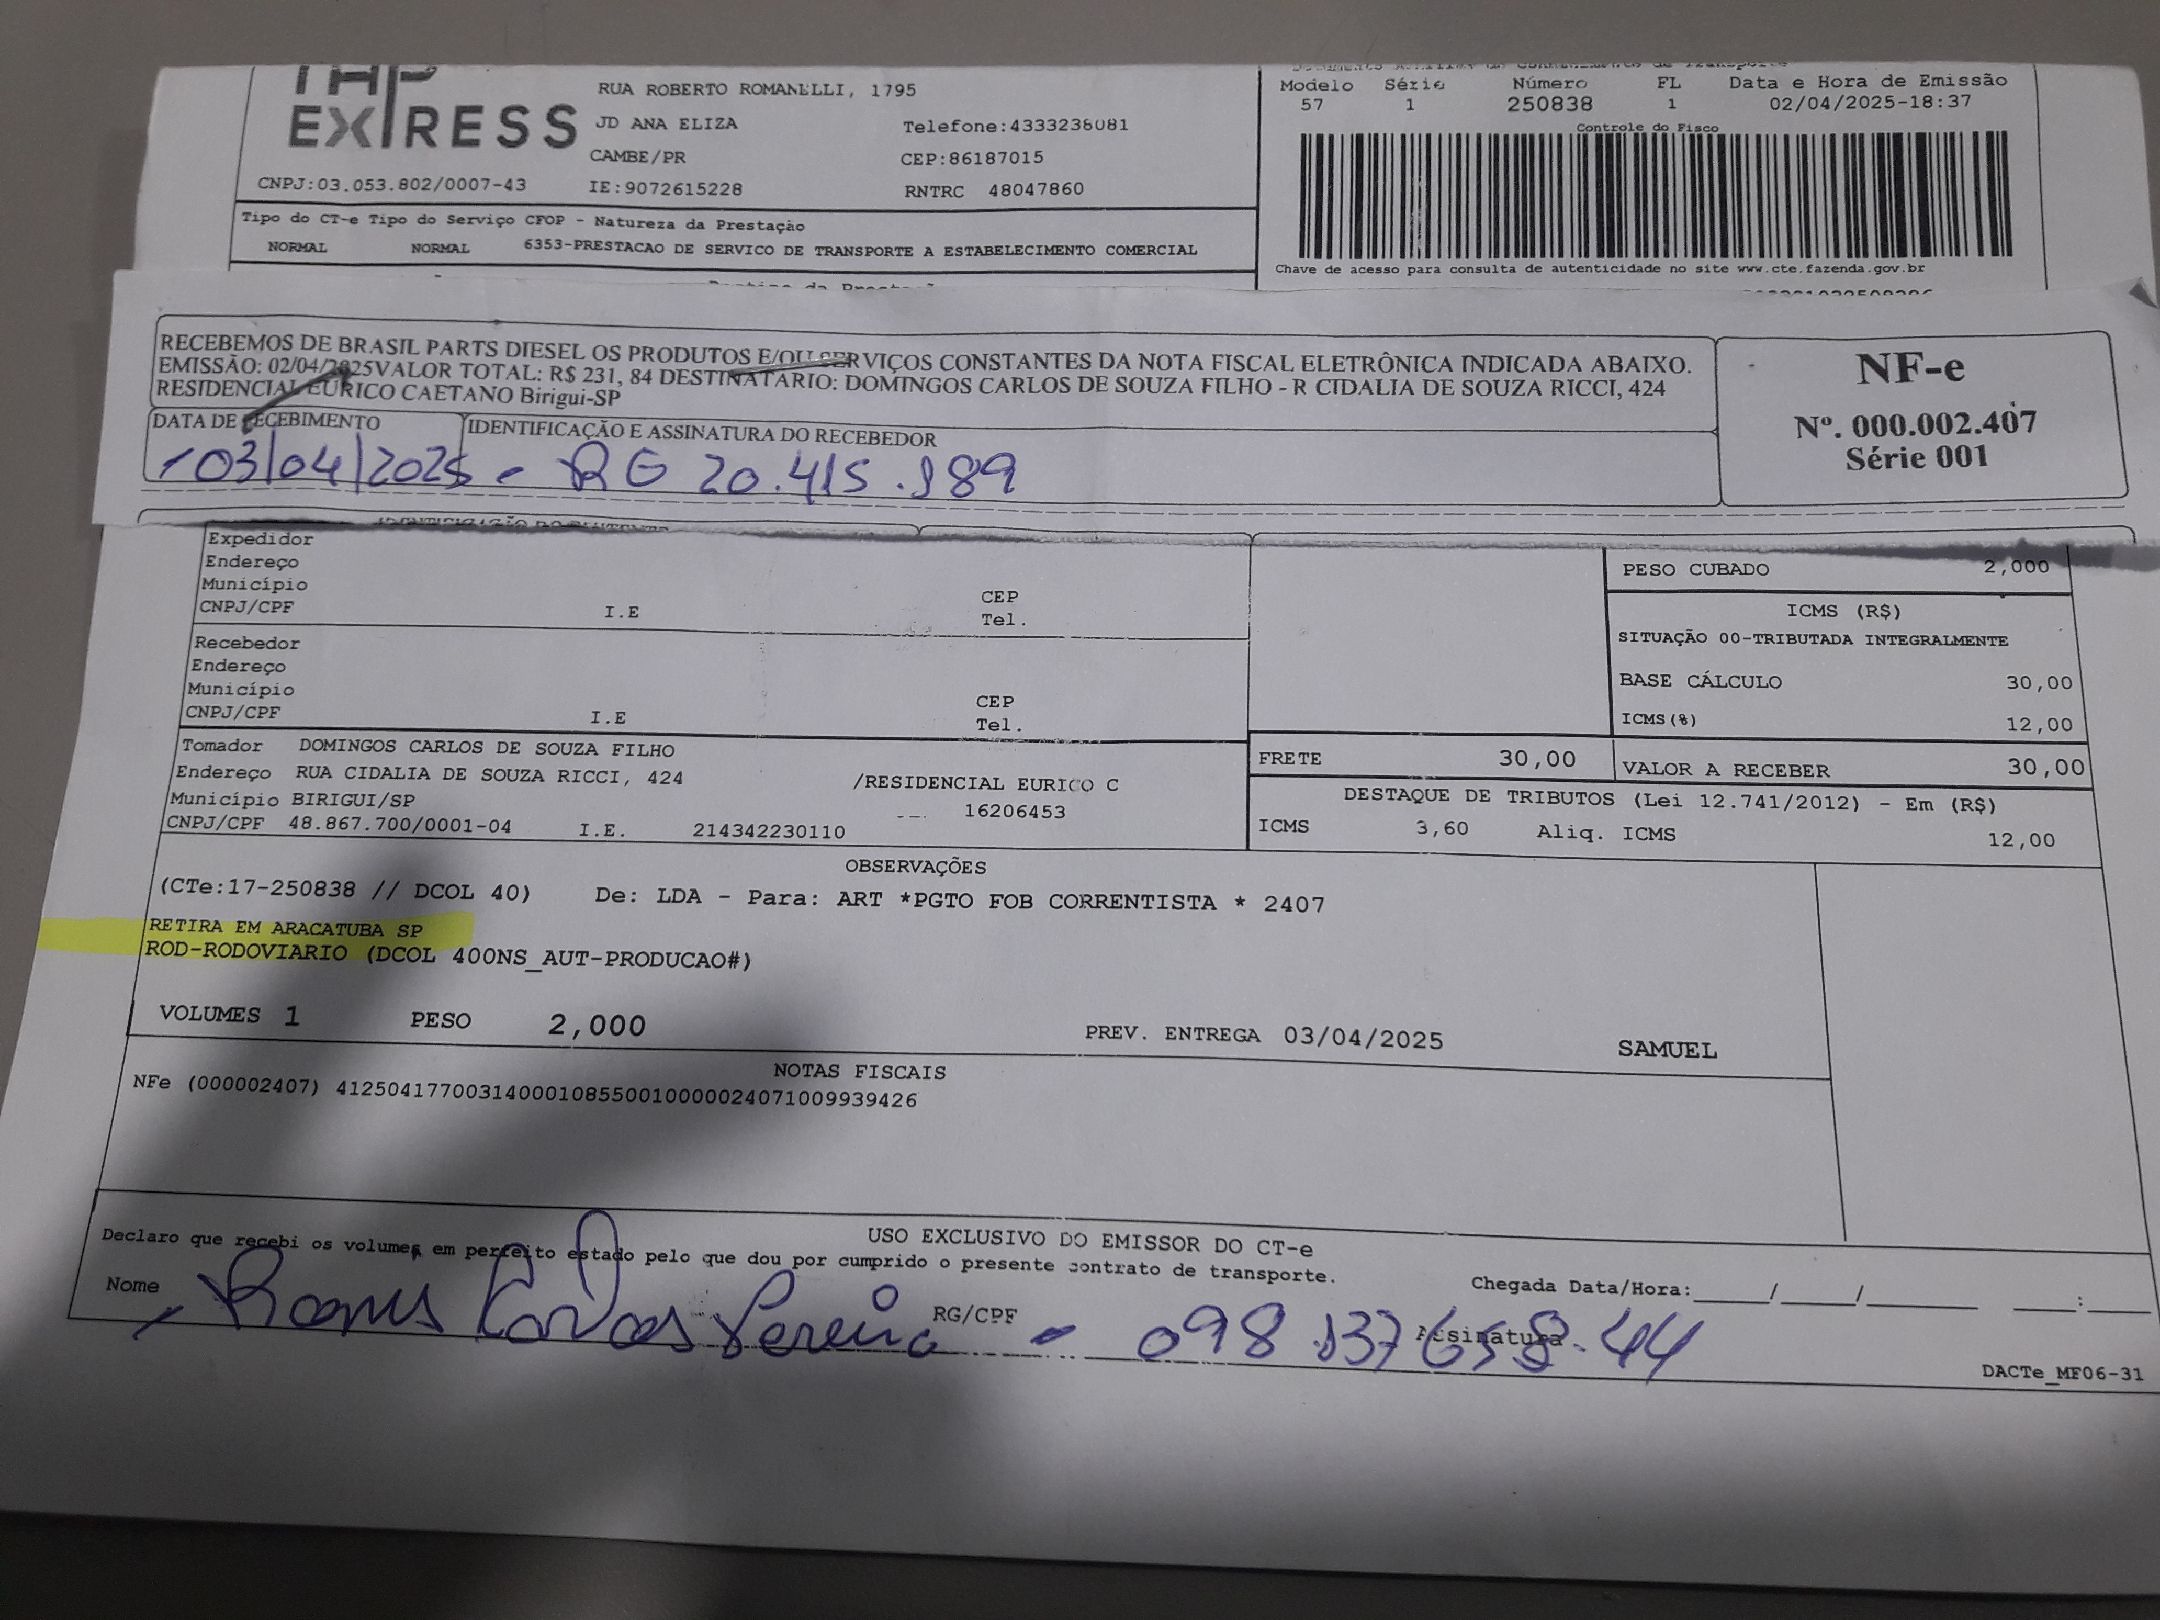 EXPRESS
RUA ROBERTO ROMANELLI, 1795
JD ANA ELIZA Telefone:4333238081
CAMBE/PR CEP:86187015
CNPJ:03.053.802/0007-43 IE:9072615228 RNTRC 48047860
Modelo Série Número FL Data e Hora de Emissão
57 1 250838 1 02/04/2025-18:37
Controle do Fisco
Tipo do CT-e Tipo do Serviço CFOP - Natureza da Prestação
NORMAL NORMAL 6353-PRESTACAO DE SERVICO DE TRANSPORTE A ESTABELECIMENTO COMERCIAL
Chave de acesso para consulta de autenticidade no site www.cte.fazenda.gov.br
RECEBEMOS DE BRASIL PARTS DIESEL OS PRODUTOS E/OU SERVIÇOS CONSTANTES DA NOTA FISCAL ELETRÔNICA INDICADA ABAIXO.
EMISSÃO: 02/04/2025VALOR TOTAL: R$ 231, 84 DESTINATÁRIO: DOMINGOS CARLOS DE SOUZA FILHO - R CIDALIA DE SOUZA RICCI, 424
RESIDENCIAL EURICO CAETANO Birigui-SP
DATA DE RECEBIMENTO IDENTIFICAÇÃO E ASSINATURA DO RECEBEDOR
03/04/2025 - RG 20.415.189
NF-e
Nº. 000.002.407
Série 001
Expedidor
Endereço
Município CEP
CNPJ/CPF I.E Tel.
Recebedor
Endereço
Município CEP
CNPJ/CPF I.E Tel.
Tomador DOMINGOS CARLOS DE SOUZA FILHO
Endereço RUA CIDALIA DE SOUZA RICCI, 424 /RESIDENCIAL EURICO C
Município BIRIGUI/SP 16206453
CNPJ/CPF 48.867.700/0001-04 I.E. 214342230110
PESO CUBADO 2,000
ICMS (R$)
SITUAÇÃO 00-TRIBUTADA INTEGRALMENTE
BASE CÁLCULO 30,00
ICMS(%) 12,00
FRETE 30,00 VALOR A RECEBER 30,00
DESTAQUE DE TRIBUTOS (Lei 12.741/2012) - Em (R$)
ICMS 3,60 Aliq. ICMS 12,00
OBSERVAÇÕES
(CTe:17-250838 // DCOL 40) De: LDA - Para: ART *PGTO FOB CORRENTISTA * 2407
RETIRA EM ARACATUBA SP
ROD-RODOVIARIO (DCOL 400NS_AUT-PRODUCAO#)
VOLUMES 1 PESO 2,000 PREV. ENTREGA 03/04/2025 SAMUEL
NOTAS FISCAIS
NFe (000002407) 41250417700314000108550010000024071009939426
USO EXCLUSIVO DO EMISSOR DO CT-e
Declaro que recebi os volumes em perfeito estado pelo que dou por cumprido o presente contrato de transporte.
Nome Carlos Pereira RG/CPF - 098.137658-44
Chegada Data/Hora:____/____/____ ___:___
Assinatura
DACTe_MF06-31